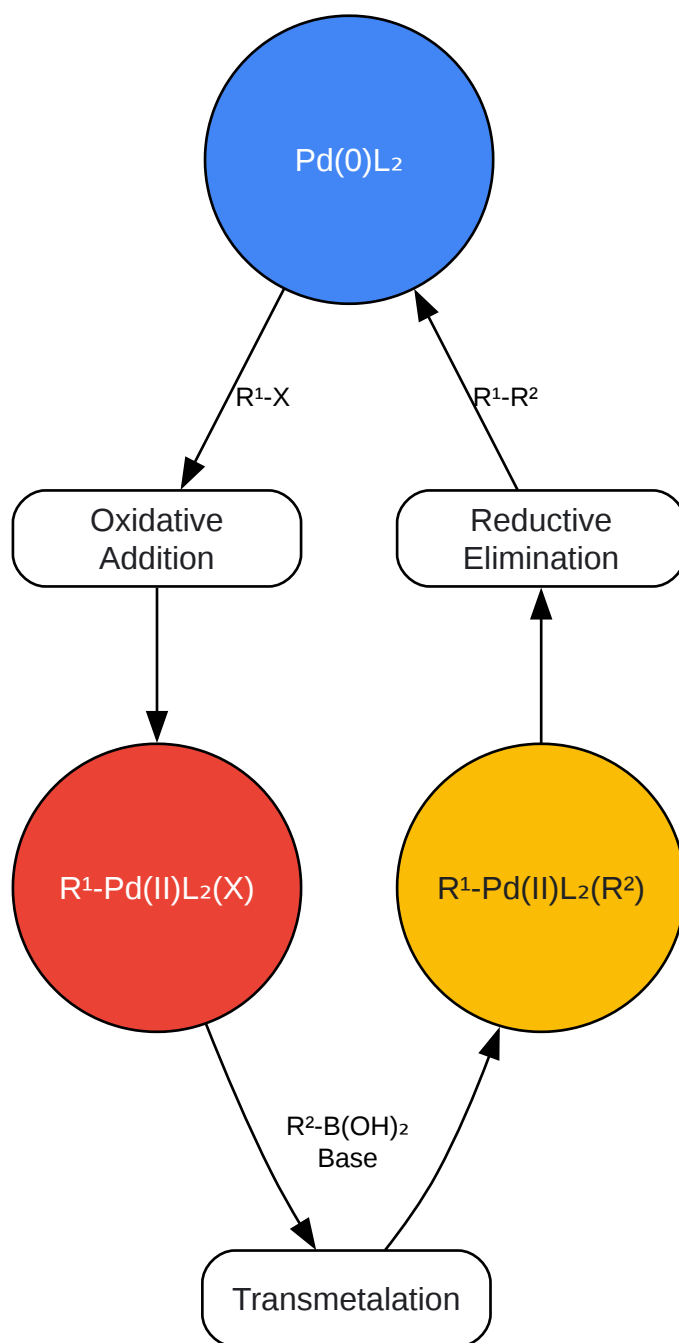 Pd(0)L₂
R¹-X
R¹-R²
Oxidative
Addition
Reductive
Elimination
R¹-Pd(II)L₂(X)
R¹-Pd(II)L₂(R²)
R²-B(OH)₂
Base
Transmetalation